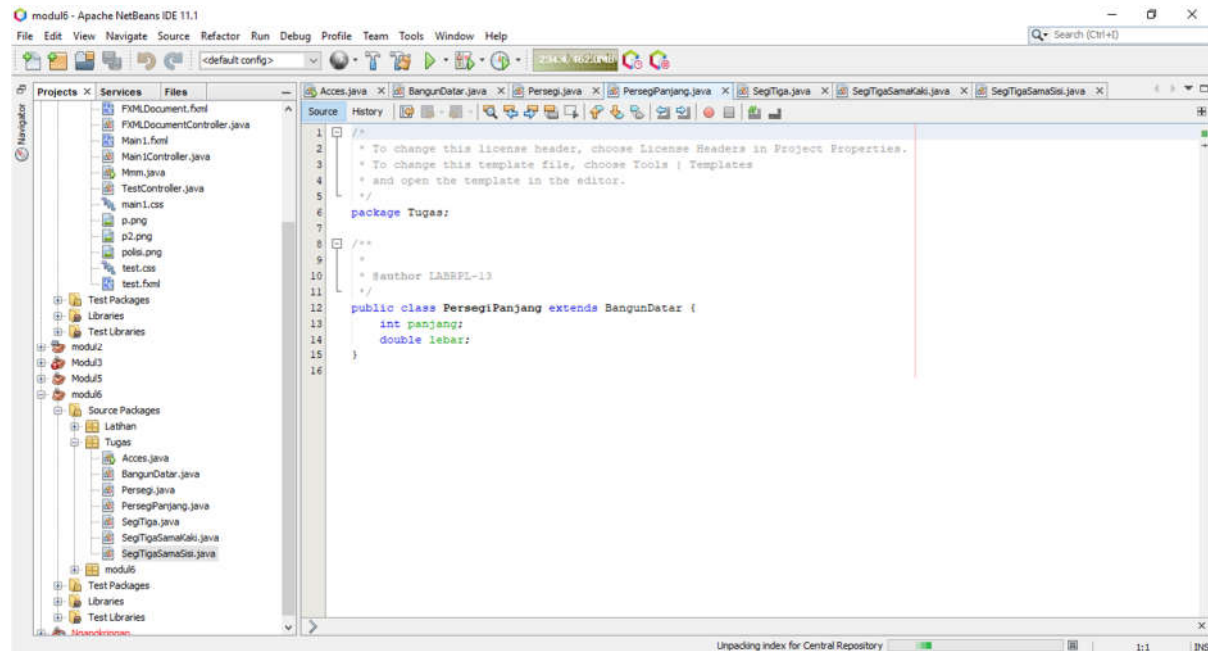 modul6 - Apache NetBeans IDE 11.1
File Edit View Navigate Source Refactor Run Debug Profile Team Tools Window Help
Search (Ctrl+I)
<default config>
Projects Services Files
Acces.java BangunDatar.java Persegi.java PersegiPanjang.java SegiTiga.java SegiTigaSamaKaki.java SegiTigaSamaSisi.java
Navigator
Source History
FXMLDocument.fxml
FXMLDocumentController.java
Main1.fxml
Main1Controller.java
Mmm.java
TestController.java
main1.css
p.png
p2.png
polisi.png
test.css
test.fxml
Test Packages
Libraries
Test Libraries
modul2
Modul3
Modul5
modul6
Source Packages
Latihan
Tugas
Acces.java
BangunDatar.java
Persegi.java
PersegiPanjang.java
SegiTiga.java
SegiTigaSamaKaki.java
SegiTigaSamaSisi.java
modul6
Test Packages
Libraries
Test Libraries
1 /*
2 * To change this license header, choose License Headers in Project Properties.
3 * To change this template file, choose Tools | Templates
4 * and open the template in the editor.
5 */
6 package Tugas;
7
8 /**
9 *
10 * @author LABRPL-13
11 */
12 public class PersegiPanjang extends BangunDatar {
13 int panjang;
14 double lebar;
15 }
16
Unpacking index for Central Repository
1:1
INS